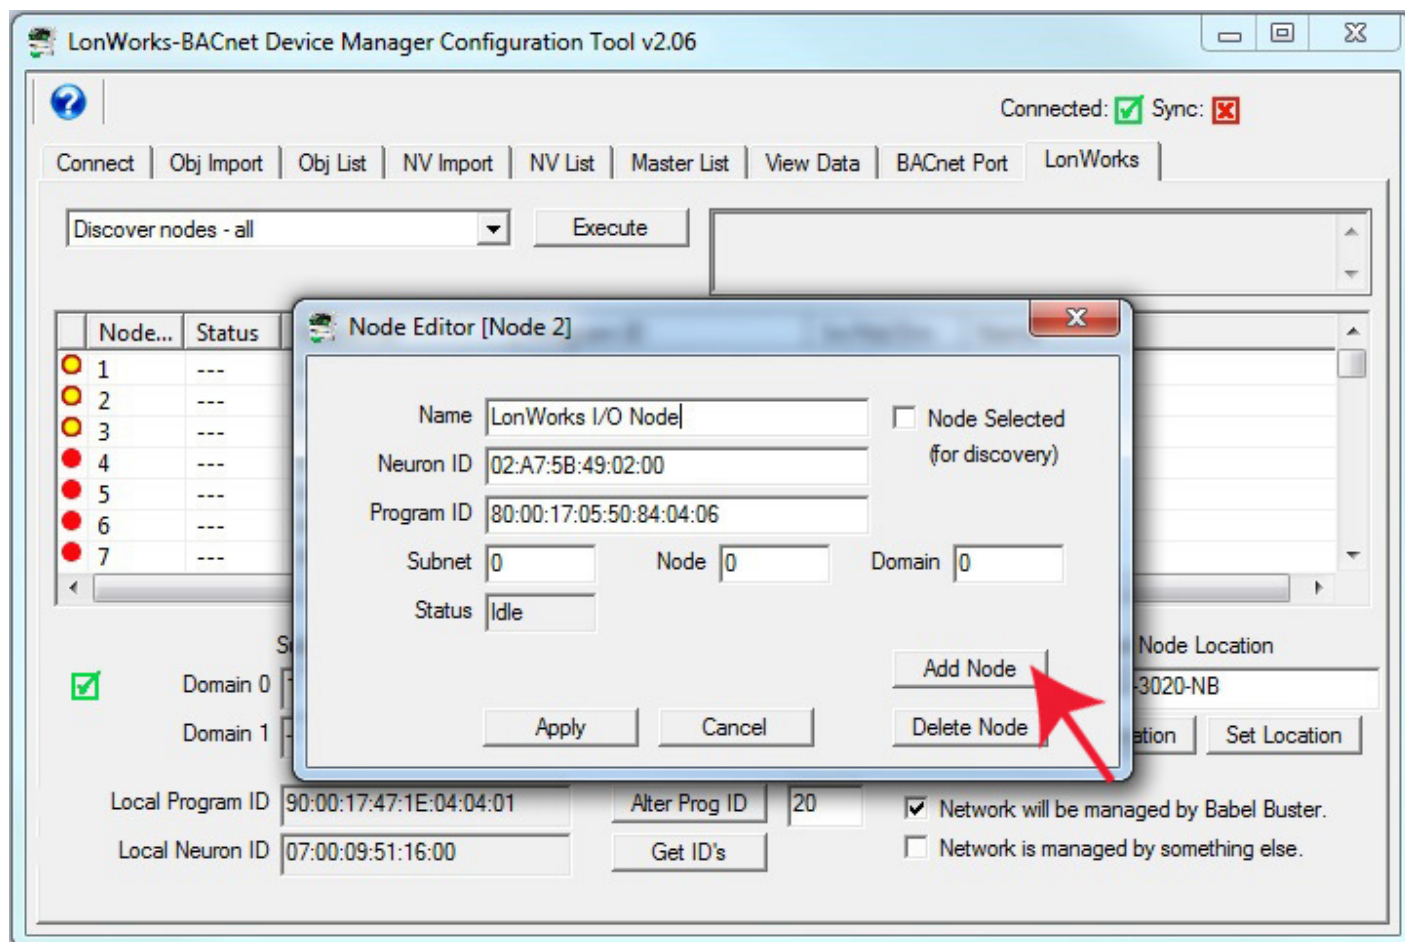 LonWorks-BACnet Device Manager Configuration Tool v2.06
Connected: Sync:
Connect Obj Import Obj List NV Import NV List Master List View Data BACnet Port LonWorks
Discover nodes - all Execute
Node... Status
Node Editor [Node 2]
1 ---
2 ---
3 ---
4 ---
5 ---
6 ---
7 ---
Name LonWorks I/O Node Node Selected
(for discovery)
Neuron ID 02:A7:5B:49:02:00
Program ID 80:00:17:05:50:84:04:06
Subnet 0 Node 0 Domain 0
Status Idle
Add Node
Apply Cancel Delete Node
Node Location
Domain 0 -3020-NB
Domain 1 Set Location
Local Program ID 90:00:17:47:1E:04:04:01 Alter Prog ID 20 Network will be managed by Babel Buster.
Local Neuron ID 07:00:09:51:16:00 Get ID's Network is managed by something else.